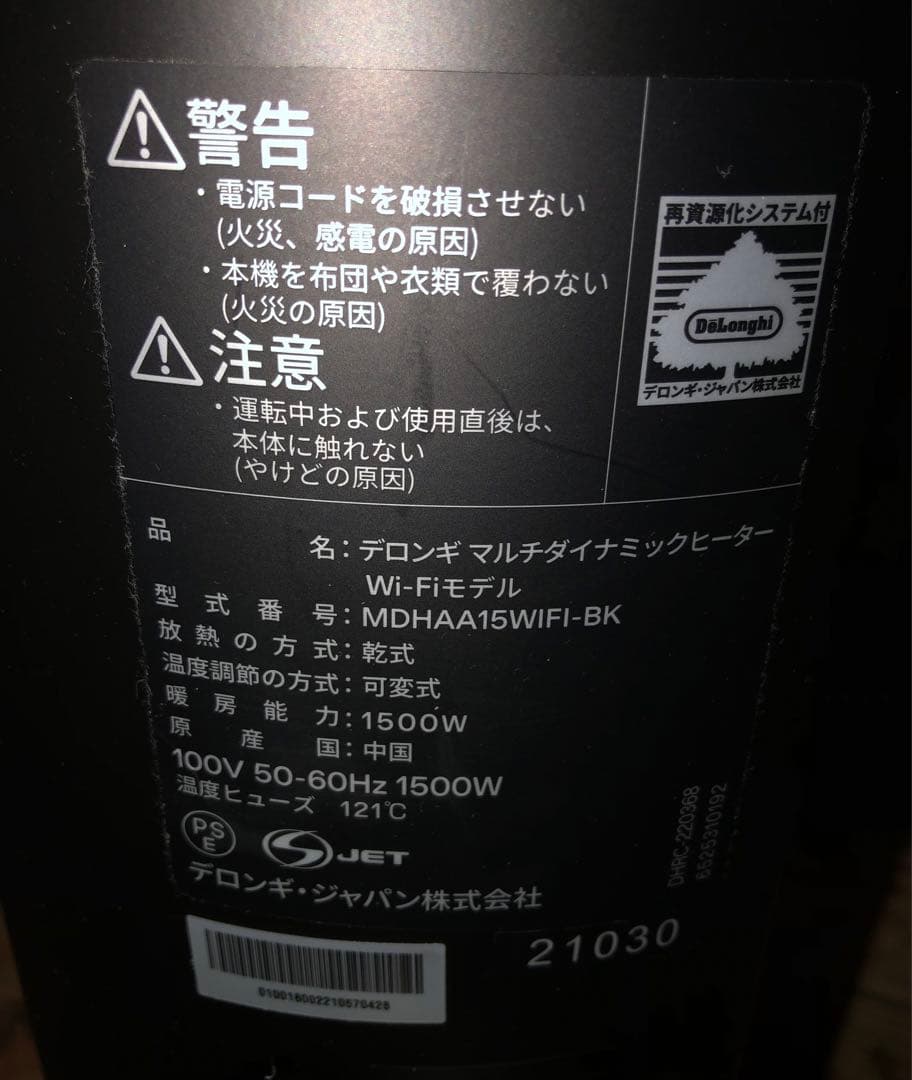 警告
・電源コードを破損させない
(火災、感電の原因)
・本機を布団や衣類で覆わない
(火災の原因)
注意
・運転中および使用直後は、
本体に触れない
(やけどの原因)
再資源化システム付
DeLonghi
デロンギ・ジャパン株式会社
品名：デロンギ マルチダイナミックヒーター
Wi-Fiモデル
型式番号：MDHAA15WIFI-BK
放熱の方式：乾式
温度調節の方式：可変式
暖房能力：1500W
原産国：中国
100V 50-60Hz 1500W
温度ヒューズ 121℃
PSE
JET
デロンギ・ジャパン株式会社
DHRC-220368
6625310192
21030